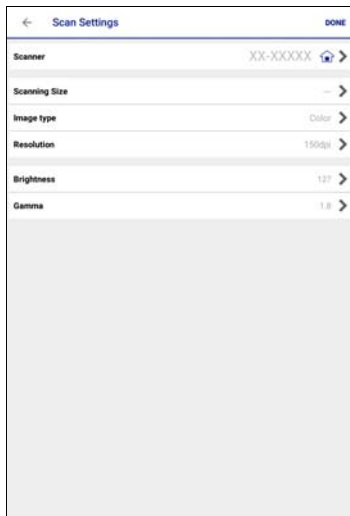 Scan Settings DONE
Scanner XX-XXXXX
Scanning Size --
Image type Color
Resolution 150dpi
Brightness 127
Gamma 1.8